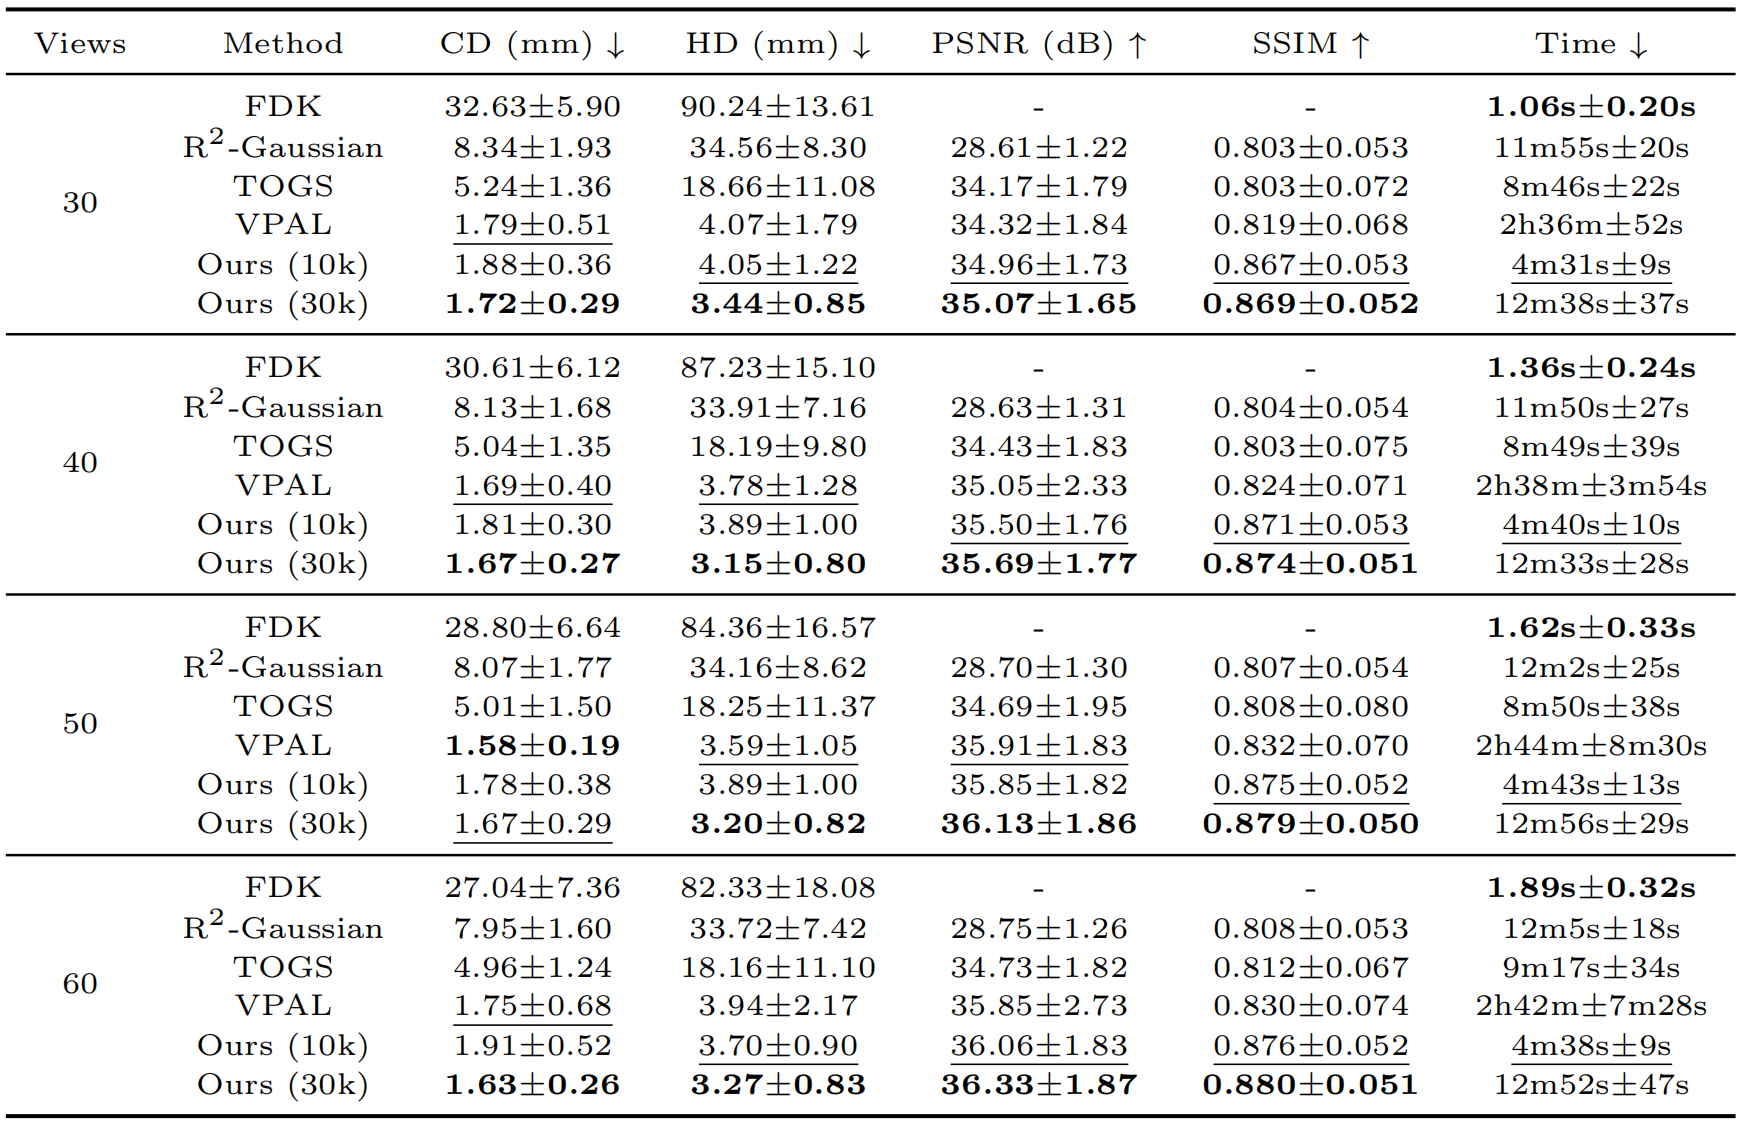 Views Method CD (mm) ↓ HD (mm) ↓ PSNR (dB) ↑ SSIM ↑ Time ↓
FDK 32.63±5.90 90.24±13.61 - - 1.06s±0.20s
R²-Gaussian 8.34±1.93 34.56±8.30 28.61±1.22 0.803±0.053 11m55s±20s
TOGS 5.24±1.36 18.66±11.08 34.17±1.79 0.803±0.072 8m46s±22s
30
VPAL 1.79±0.51 4.07±1.79 34.32±1.84 0.819±0.068 2h36m±52s
Ours (10k) 1.88±0.36 4.05±1.22 34.96±1.73 0.867±0.053 4m31s±9s
Ours (30k) 1.72±0.29 3.44±0.85 35.07±1.65 0.869±0.052 12m38s±37s
FDK 30.61±6.12 87.23±15.10 - - 1.36s±0.24s
R²-Gaussian 8.13±1.68 33.91±7.16 28.63±1.31 0.804±0.054 11m50s±27s
TOGS 5.04±1.35 18.19±9.80 34.43±1.83 0.803±0.075 8m49s±39s
40
VPAL 1.69±0.40 3.78±1.28 35.05±2.33 0.824±0.071 2h38m±3m54s
Ours (10k) 1.81±0.30 3.89±1.00 35.50±1.76 0.871±0.053 4m40s±10s
Ours (30k) 1.67±0.27 3.15±0.80 35.69±1.77 0.874±0.051 12m33s±28s
FDK 28.80±6.64 84.36±16.57 - - 1.62s±0.33s
R²-Gaussian 8.07±1.77 34.16±8.62 28.70±1.30 0.807±0.054 12m2s±25s
TOGS 5.01±1.50 18.25±11.37 34.69±1.95 0.808±0.080 8m50s±38s
50
VPAL 1.58±0.19 3.59±1.05 35.91±1.83 0.832±0.070 2h44m±8m30s
Ours (10k) 1.78±0.38 3.89±1.00 35.85±1.82 0.875±0.052 4m43s±13s
Ours (30k) 1.67±0.29 3.20±0.82 36.13±1.86 0.879±0.050 12m56s±29s
FDK 27.04±7.36 82.33±18.08 - - 1.89s±0.32s
R²-Gaussian 7.95±1.60 33.72±7.42 28.75±1.26 0.808±0.053 12m5s±18s
TOGS 4.96±1.24 18.16±11.10 34.73±1.82 0.812±0.067 9m17s±34s
60
VPAL 1.75±0.68 3.94±2.17 35.85±2.73 0.830±0.074 2h42m±7m28s
Ours (10k) 1.91±0.52 3.70±0.90 36.06±1.83 0.876±0.052 4m38s±9s
Ours (30k) 1.63±0.26 3.27±0.83 36.33±1.87 0.880±0.051 12m52s±47s